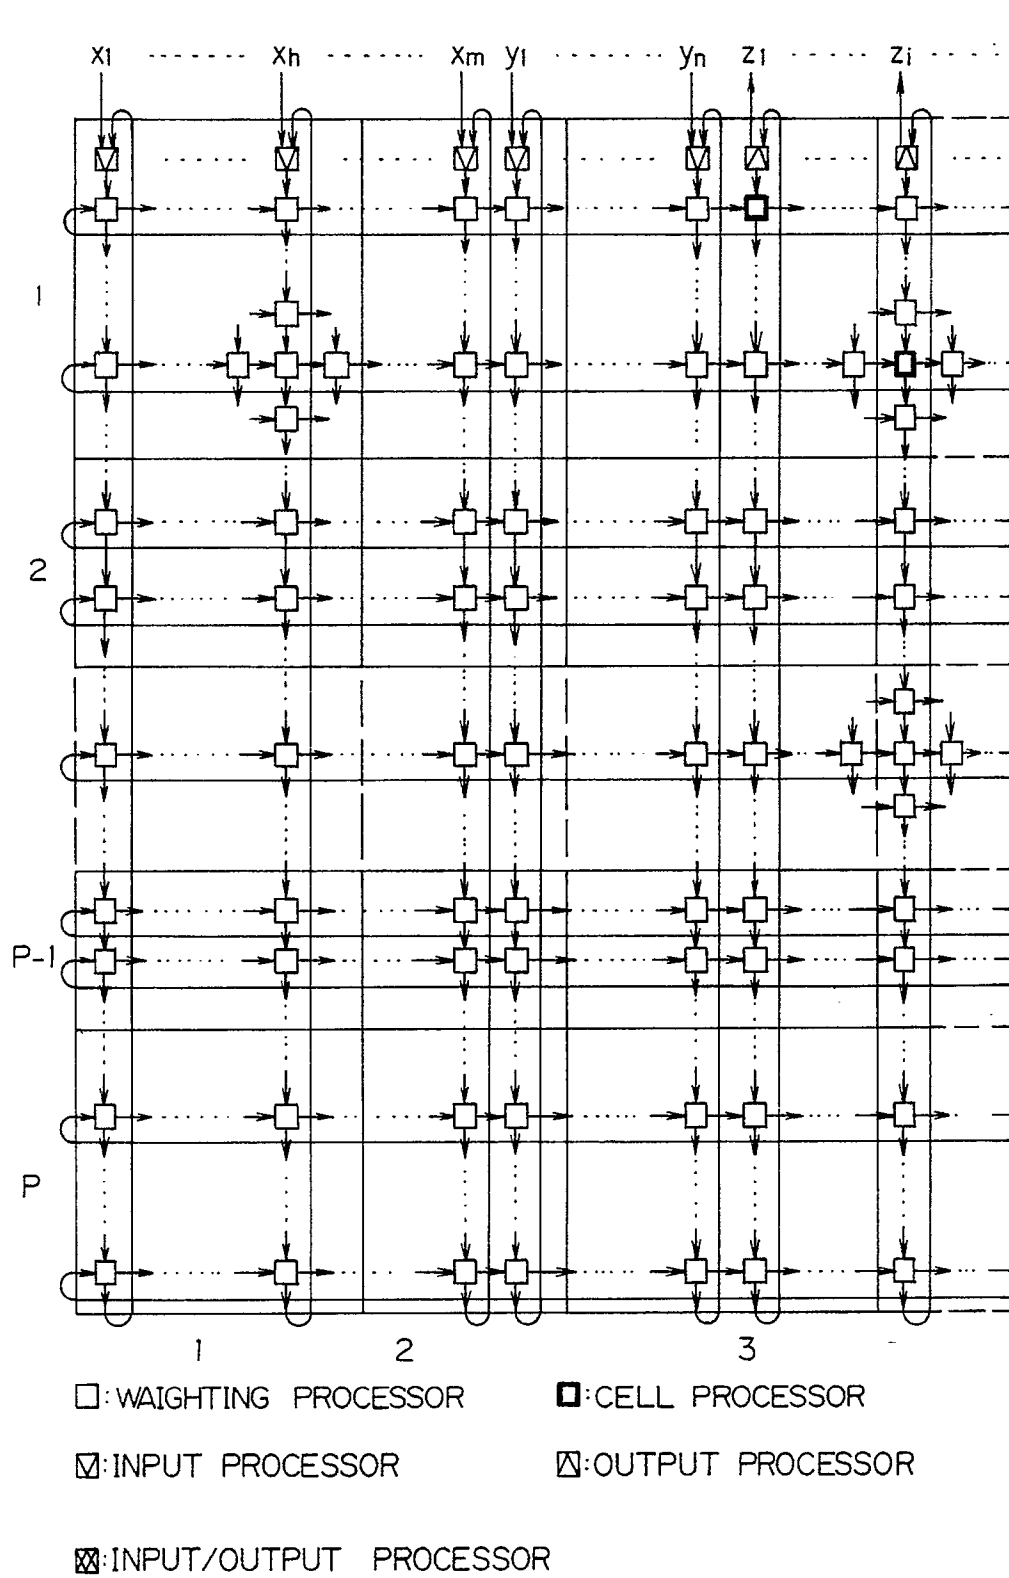 x1 xh xm y1 yn z1 zi
1
2
P-1
P
1 2 3
:WAIGHTING PROCESSOR :CELL PROCESSOR
:INPUT PROCESSOR :OUTPUT PROCESSOR
:INPUT/OUTPUT PROCESSOR